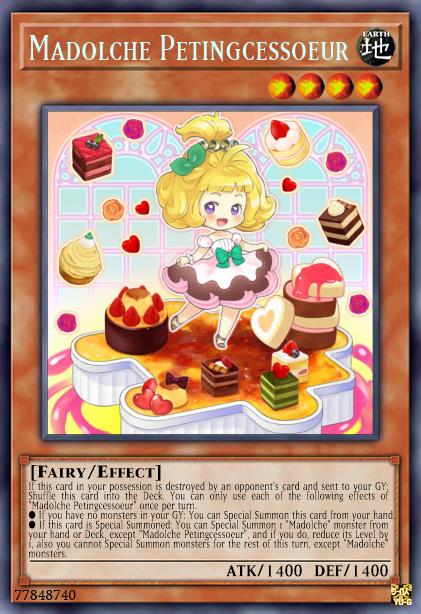 MADOLCHE PETINGCESSOEUR
EARTH
地
[FAIRY/EFFECT]
If this card in your possession is destroyed by an opponent's card and sent to your GY:
Shuffle this card into the Deck. You can only use each of the following effects of
"Madolche Petingcessoeur" once per turn.
● If you have no monsters in your GY: You can Special Summon this card from your hand.
● If this card is Special Summoned: You can Special Summon 1 "Madolche" monster from
your hand or Deck, except "Madolche Petingcessoeur", and if you do, reduce its Level by
1, also you cannot Special Summon monsters for the rest of this turn, except "Madolche"
monsters.
ATK/1400 DEF/1400
77848740